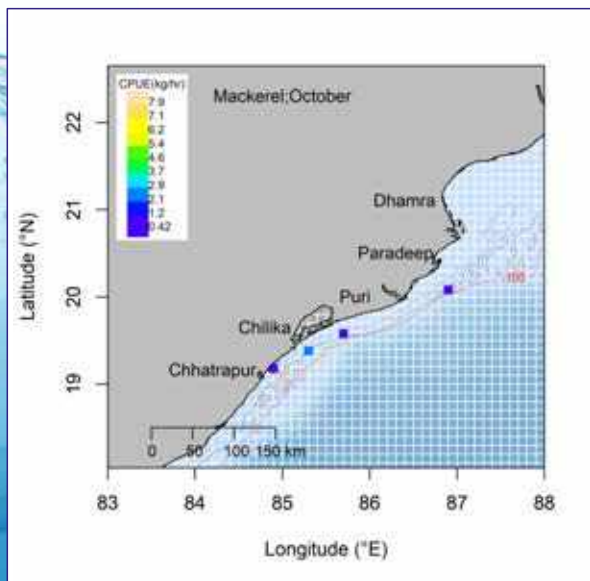 CPUE(kg/hr)
7.9
7.1
6.2
5.4
4.6
3.7
2.9
2.1
1.2
0.42
Mackerel;October
Dhamra
Paradeep
Puri
Chilika
Chhatrapur
100
0 50 100 150 km
22
21
20
19
Latitude (°N)
83 84 85 86 87 88
Longitude (°E)